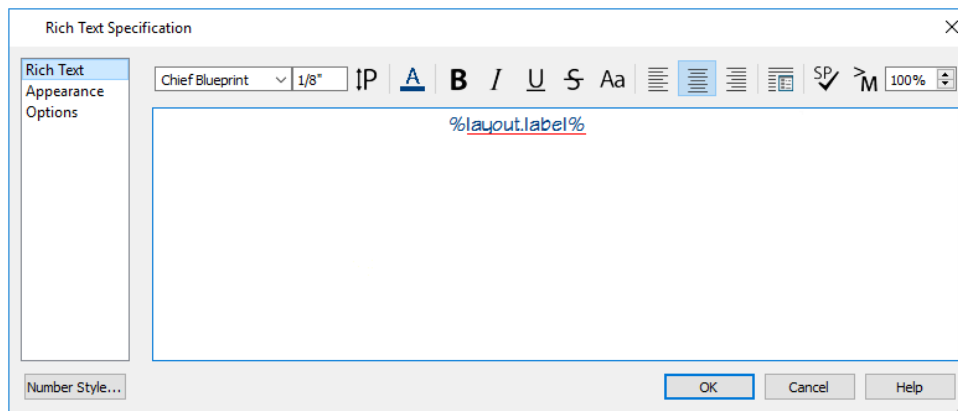 Rich Text Specification
Rich Text
Appearance
Options
Chief Blueprint 1/8" P A B I U S Aa SP M 100%
%layout.label%
Number Style...
OK Cancel Help